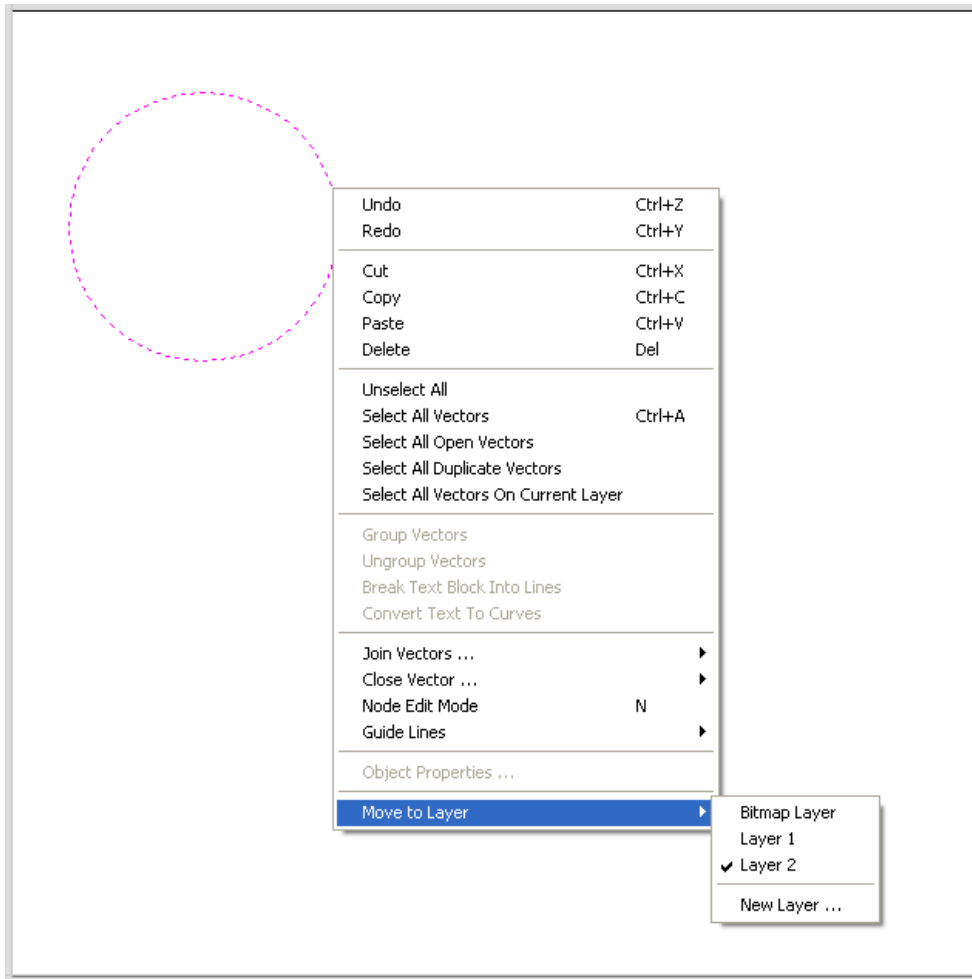 Undo Ctrl+Z
Redo Ctrl+Y
Cut Ctrl+X
Copy Ctrl+C
Paste Ctrl+V
Delete Del
Unselect All
Select All Vectors Ctrl+A
Select All Open Vectors
Select All Duplicate Vectors
Select All Vectors On Current Layer
Group Vectors
Ungroup Vectors
Break Text Block Into Lines
Convert Text To Curves
Join Vectors ...
Close Vector ...
Node Edit Mode N
Guide Lines
Object Properties ...
Move to Layer
Bitmap Layer
Layer 1
Layer 2
New Layer ...